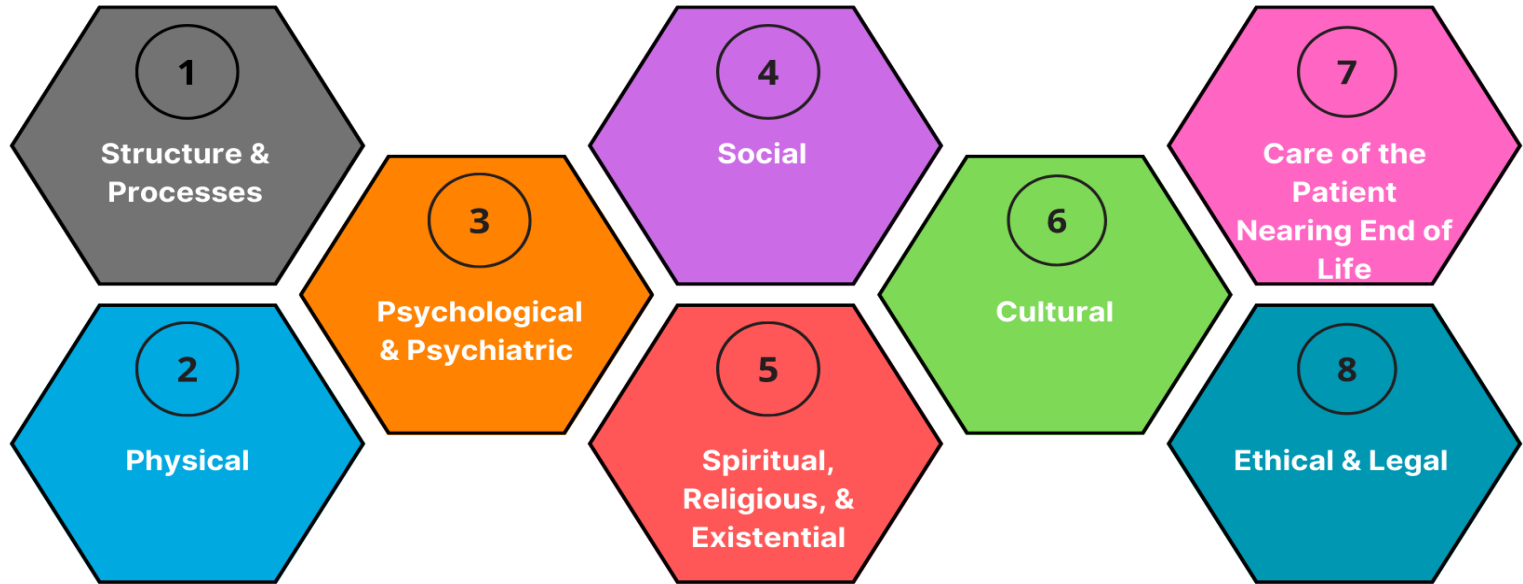 1
Structure &
Processes
2
Physical
3
Psychological
& Psychiatric
4
Social
5
Spiritual,
Religious, &
Existential
6
Cultural
7
Care of the
Patient
Nearing End of
Life
8
Ethical & Legal